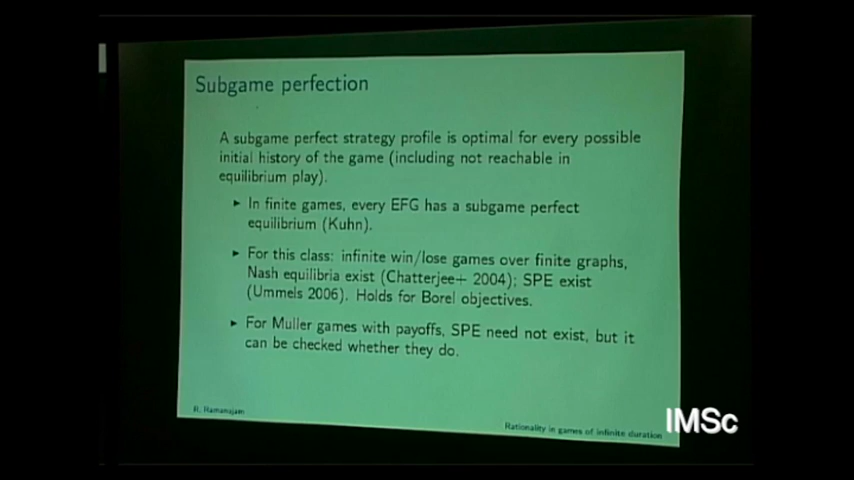 Subgame perfection
A subgame perfect strategy profile is optimal for every possible
initial history of the game (including not reachable in
equilibrium play).
► In finite games, every EFG has a subgame perfect
equilibrium (Kuhn).
► For this class: infinite win/lose games over finite graphs,
Nash equilibria exist (Chatterjee+ 2004); SPE exist
(Ummels 2006). Holds for Borel objectives.
► For Muller games with payoffs, SPE need not exist, but it
can be checked whether they do.
R. Ramanajam
Rationality in games of infinite duration
IMSc